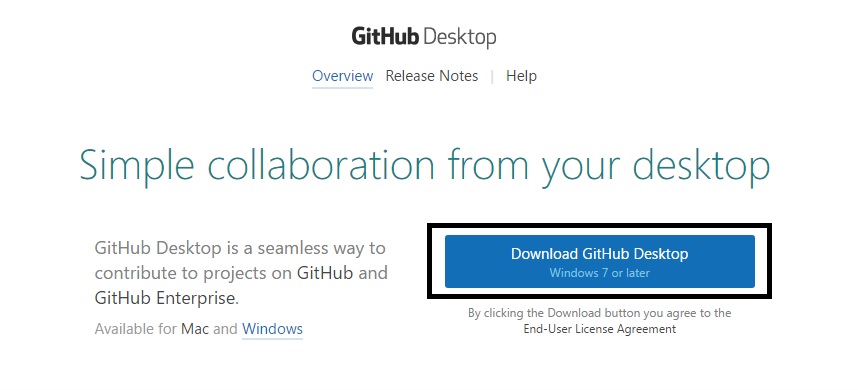 GitHub Desktop
Overview Release Notes | Help
Simple collaboration from your desktop
GitHub Desktop is a seamless way to
contribute to projects on GitHub and
GitHub Enterprise.
Available for Mac and Windows
Download GitHub Desktop
Windows 7 or later
By clicking the Download button you agree to the
End-User License Agreement